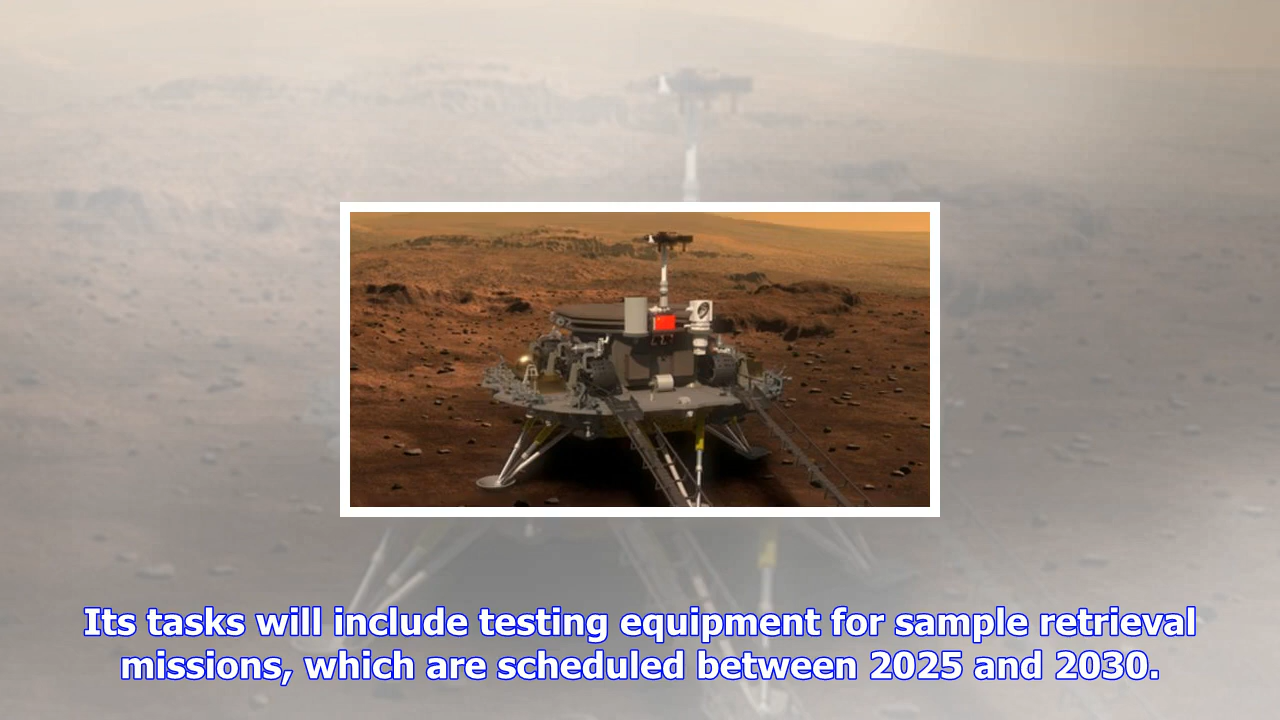 Its tasks will include testing equipment for sample retrieval
missions, which are scheduled between 2025 and 2030.